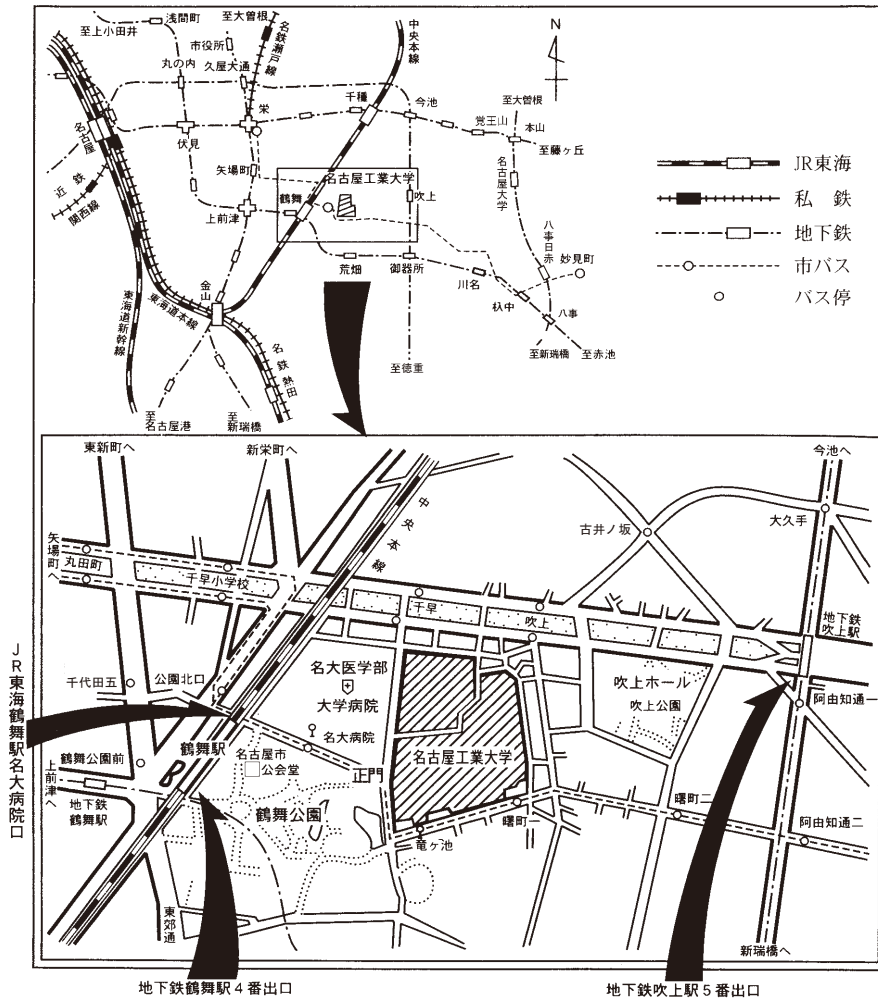 至上小田井
浅間町
至大曽根
市役所
名鉄瀬戸線
中央本線
N
丸の内
久屋大通
栄
千種
今池
至大曽根
覚王山
本山
至藤ヶ丘
名古屋
伏見
名古屋大学
近鉄
関西線
矢場町
名古屋工業大学
鶴舞
吹上
上前津
八事日赤
妙見町
荒畑
御器所
川名
杁中
八事
金山
東海道本線
東海道新幹線
名鉄
熱田
至名古屋港
至新瑞橋
至徳重
至新瑞橋
至赤池
JR東海
私鉄
地下鉄
市バス
バス停
東新町へ
新栄町へ
中央本線
今池へ
大久手
古井ノ坂
矢場町へ
丸田町
千早小学校
千早
吹上
地下鉄
吹上駅
名大医学部
大学病院
吹上ホール
吹上公園
千代田五
公園北口
阿由知通一
名大病院
鶴舞駅
名古屋市
公会堂
正門
名古屋工業大学
鶴舞公園前
上前津へ
地下鉄
鶴舞駅
鶴舞公園
竜ヶ池
曙町一
曙町二
阿由知通二
東郊通
新瑞橋へ
JR東海鶴舞駅名大病院口
地下鉄鶴舞駅4番出口
地下鉄吹上駅5番出口